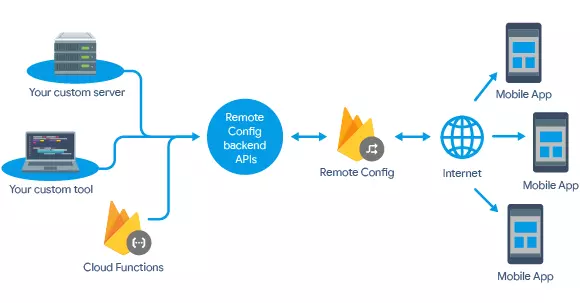 Your custom server
Your custom tool
Cloud Functions
Remote
Config
backend
APIs
Remote Config
Internet
Mobile App
Mobile App
Mobile App